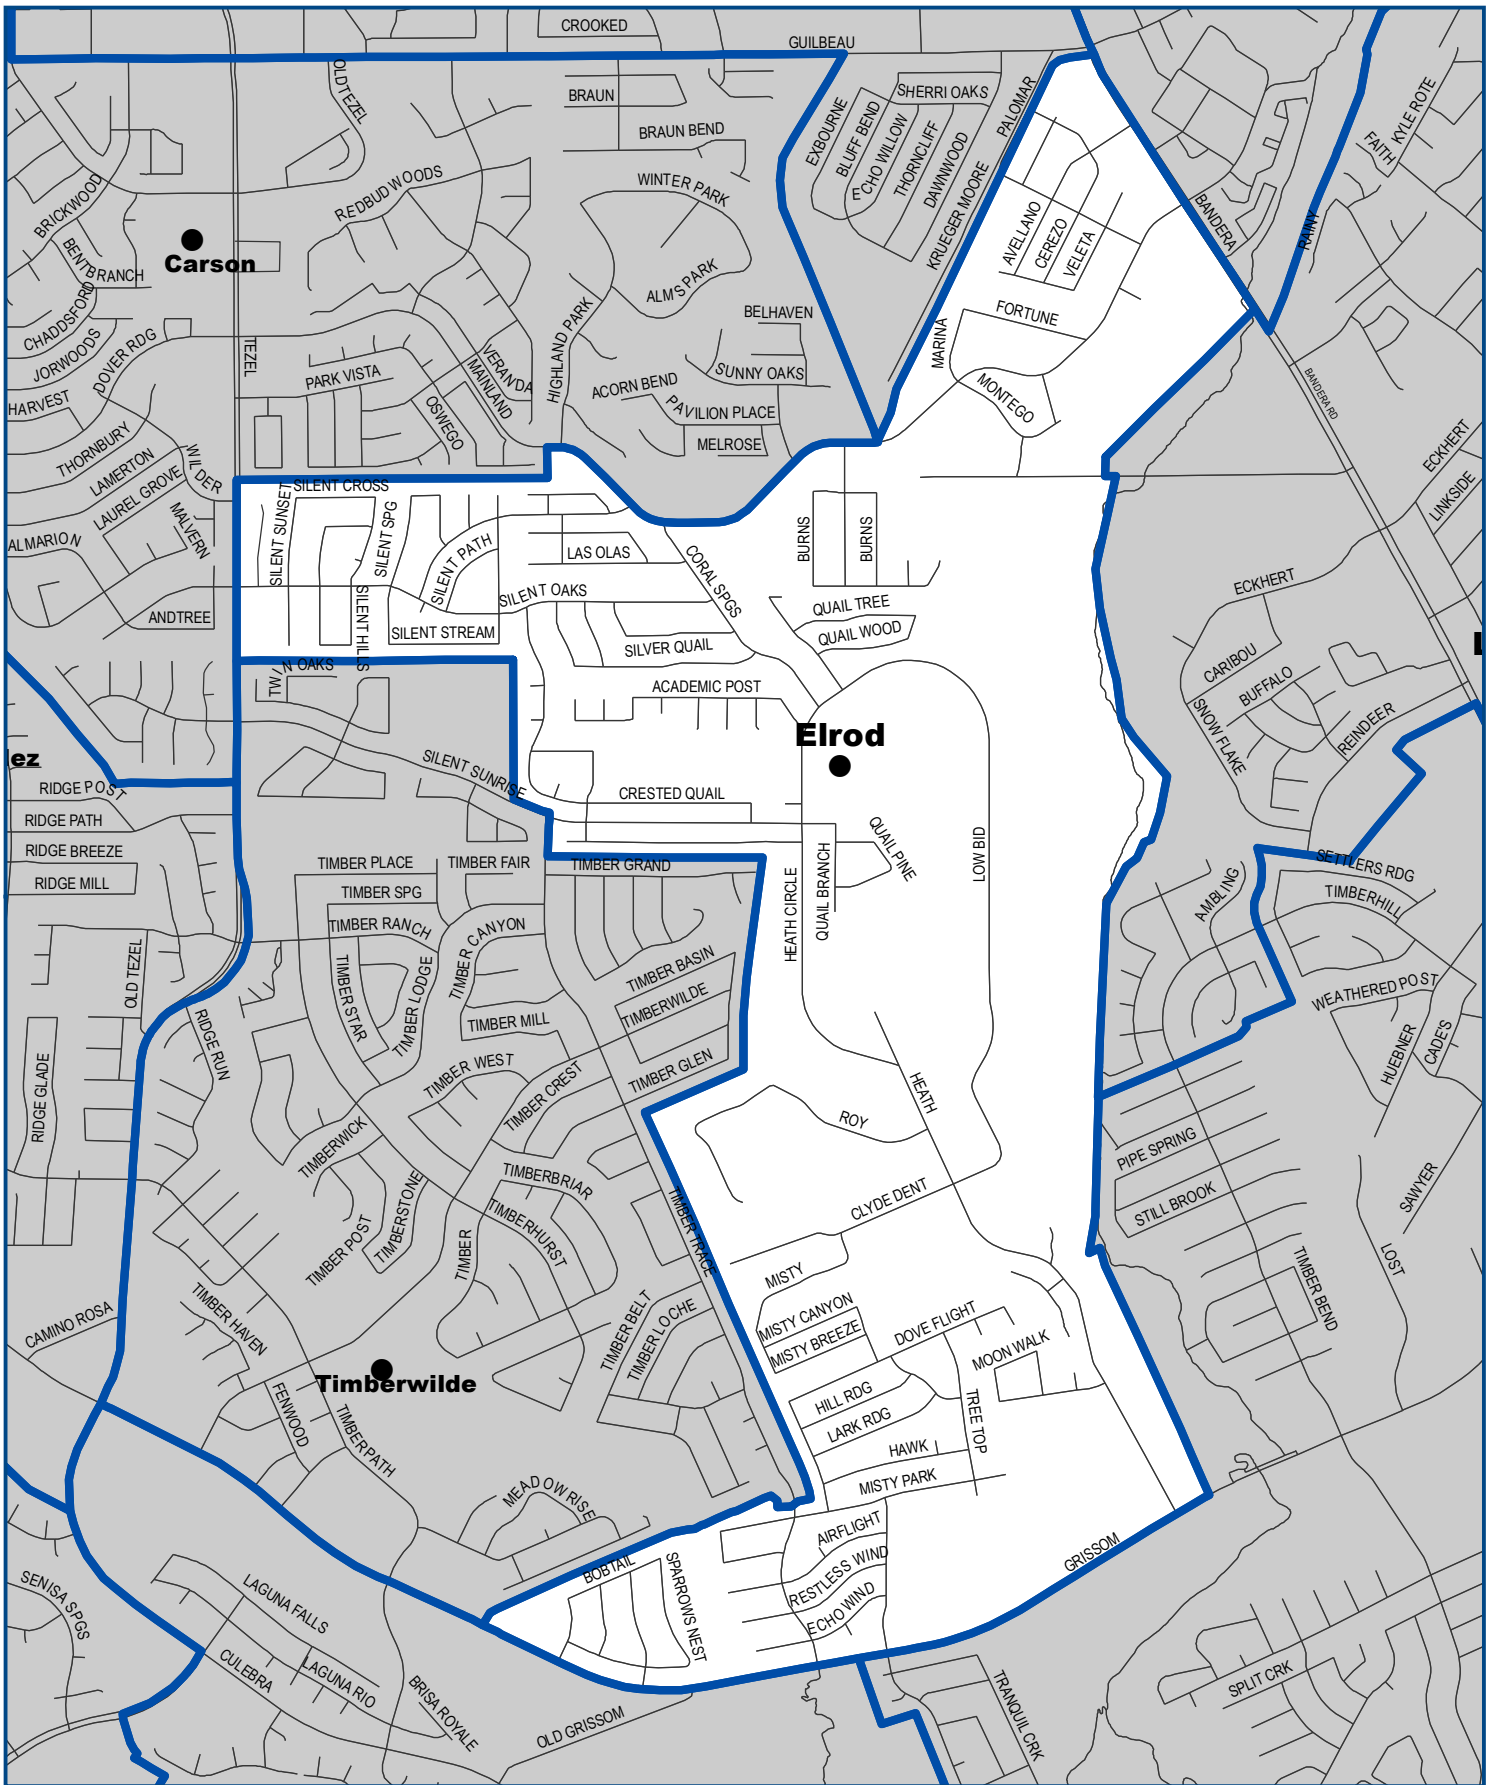 CROOKED
GUILBEAU
OLDTEZEL
BRAUN
SHERRI OAKS
KYLE ROTE
FAITH
PALOMAR
EXBOURNE
BLUFF BEND
ECHO WILLOW
THORNCLIFF
DAWNWOOD
KRUEGER MOORE
BRAUN BEND
WINTER PARK
REDBUD WOODS
BRICKWOOD
BENTBRANCH
Carson
AVELLANO
CEREZO
VELETA
BANDERA
RAINY
CHADDSFORD
JORWOODS
DOVER RDG
HARVEST
THORNBURY
LAMERTON
LAUREL GROVE
WILDER
MALVERN
ALMARION
ANDTREE
TEZEL
PARK VISTA
OSWEGO
VERANDA
MAINLAND
HIGHLAND PARK
ALMS PARK
BELHAVEN
SUNNY OAKS
ACORN BEND
PAVILION PLACE
MELROSE
MARINA
FORTUNE
MONTEGO
BANDERA RD
ECKHERT
LINKSIDE
SILENT CROSS
SILENT SUNSET
SILENT SPG
SILENT PATH
SILENT HILLS
SILENT STREAM
SILENT OAKS
LAS OLAS
CORAL SPGS
BURNS
BURNS
QUAIL TREE
QUAIL WOOD
SILVER QUAIL
ACADEMIC POST
ECKHERT
CARIBOU
BUFFALO
SNOW FLAKE
REINDEER
L
TWIN OAKS
SILENT SUNRISE
Elrod
ez
RIDGE POST
RIDGE PATH
RIDGE BREEZE
RIDGE MILL
CRESTED QUAIL
QUAIL PINE
QUAIL BRANCH
HEATH CIRCLE
LOW BID
TIMBER PLACE
TIMBER FAIR
TIMBER GRAND
TIMBER SPG
TIMBER RANCH
TIMBER CANYON
TIMBER STAR
TIMBER LODGE
TIMBER MILL
TIMBER BASIN
TIMBERWILDE
TIMBER GLEN
TIMBER WEST
TIMBER CREST
SETTLERS RDG
TIMBERHILL
AMBLING
WEATHERED POST
HUEBNER
CADE'S
OLD TEZEL
RIDGE RUN
RIDGE GLADE
HEATH
ROY
PIPE SPRING
STILL BROOK
SAWYER
LOST
TIMBER BEND
TIMBERWICK
TIMBER POST
TIMBERSTONE
TIMBERBRIAR
TIMBERHURST
TIMBER
TIMBER TRACE
CLYDE DENT
MISTY
MISTY CANYON
MISTY BREEZE
DOVE FLIGHT
MOON WALK
CAMINO ROSA
TIMBER HAVEN
TIMBER BELT
TIMBER LOCHE
Timberwilde
FENWOOD
TIMBERPATH
HILL RDG
LARK RDG
HAWK
TREE TOP
MISTY PARK
MEADOW RISE
AIRFLIGHT
RESTLESS WIND
ECHO WIND
GRISSOM
BOBTAIL
SPARROWS NEST
SENISA SPGS
LAGUNA FALLS
CULEBRA
LAGUNA RIO
BRISA ROYALE
OLD GRISSOM
TRANQUIL CRK
SPLIT CRK